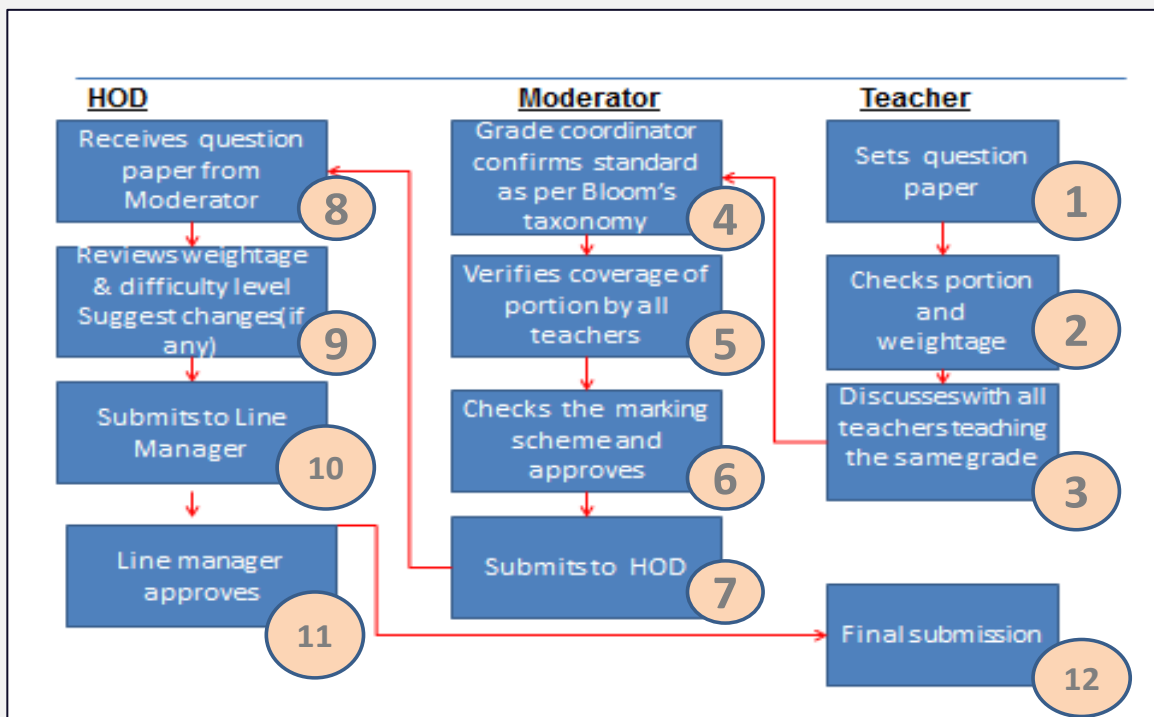 HOD
Receives question
paper from
Moderator
8
Reviews weightage
& difficulty level
Suggest changes(if
any)
9
Submits to Line
Manager
10
Line manager
approves
11
Moderator
Grade coordinator
confirms standard
as per Bloom's
taxonomy
4
Verifies coverage of
portion by all
teachers
5
Checks the marking
scheme and
approves
6
Submits to HOD
7
Teacher
Sets question
paper
1
Checks portion
and
weightage
2
Discusses with all
teachers teaching
the same grade
3
Final submission
12